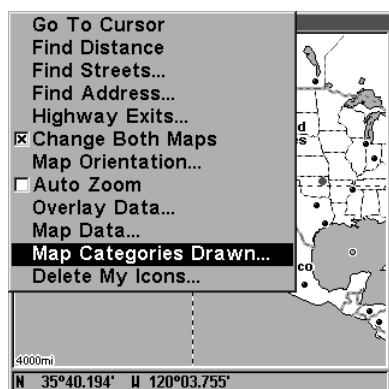 Go To Cursor
Find Distance
Find Streets...
Find Address...
Highway Exits...
Change Both Maps
Map Orientation...
Auto Zoom
Overlay Data...
Map Data...
Map Categories Drawn...
Delete My Icons...
d
s
co
4000mi
N 35°40.194' W 120°03.755'